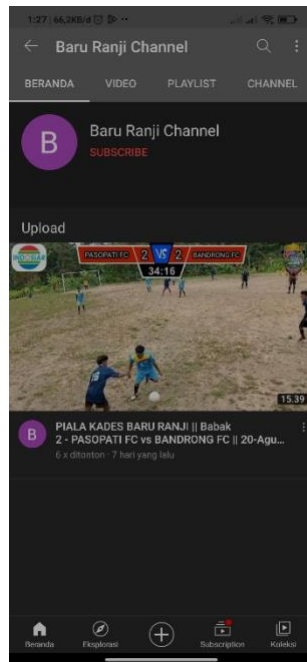 1:27 | 66,2KB/d
Baru Ranji Channel
BERANDA
VIDEO
PLAYLIST
CHANNEL
B
Baru Ranji Channel
SUBSCRIBE
Upload
PASOPATI FC 2 VS 2 BANDRONG FC
34:16
15.39
B
PIALA KADES BARU RANJI || Babak
2 - PASOPATI FC vs BANDRONG FC || 20-Agu...
6 x ditonton · 7 hari yang lalu
Beranda
Eksplorasi
Subscription
Koleksi